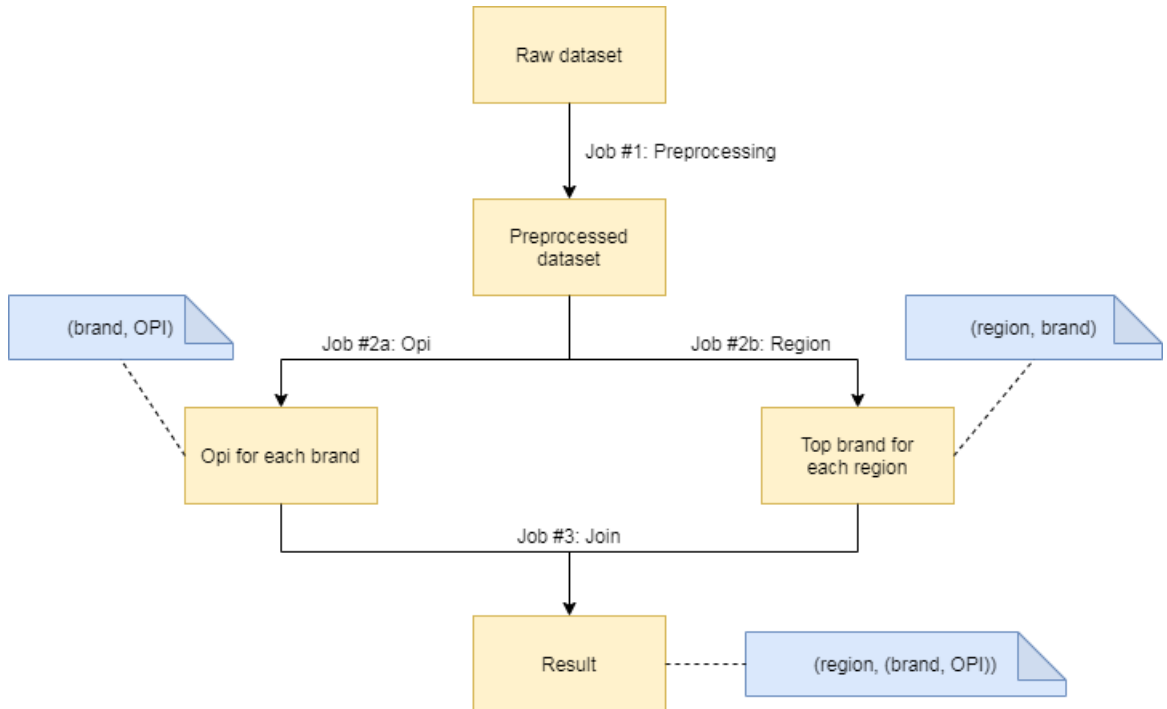 Raw dataset
Job #1: Preprocessing
Preprocessed
dataset
(brand, OPI)
(region, brand)
Job #2a: Opi
Job #2b: Region
Opi for each brand
Top brand for
each region
Job #3: Join
Result
(region, (brand, OPI))